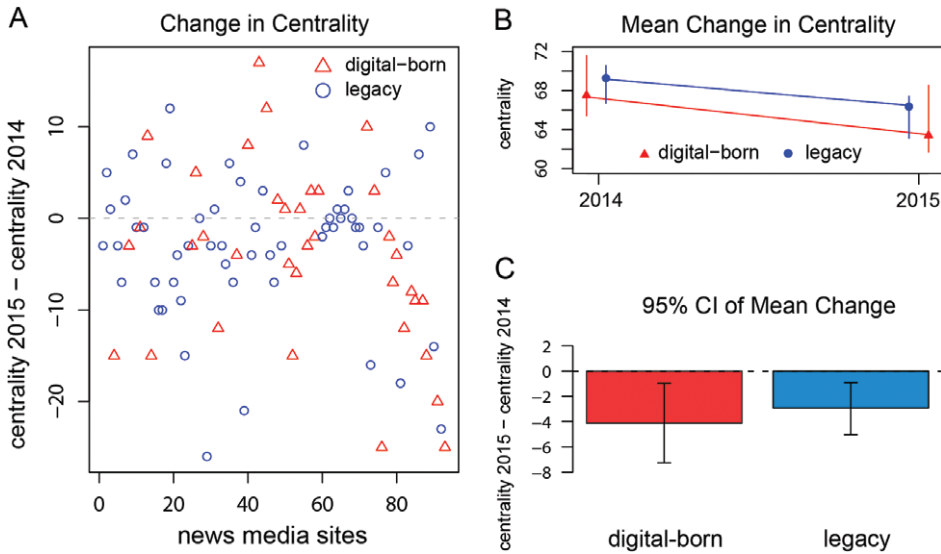 A
Change in Centrality
digital-born
legacy
centrality 2015 − centrality 2014
10
0
−10
−20
0
20
40
60
80
news media sites
B
Mean Change in Centrality
centrality
72
68
64
60
digital-born
legacy
2014
2015
C
95% CI of Mean Change
centrality 2015 − centrality 2014
2
0
−2
−4
−6
−8
digital-born
legacy